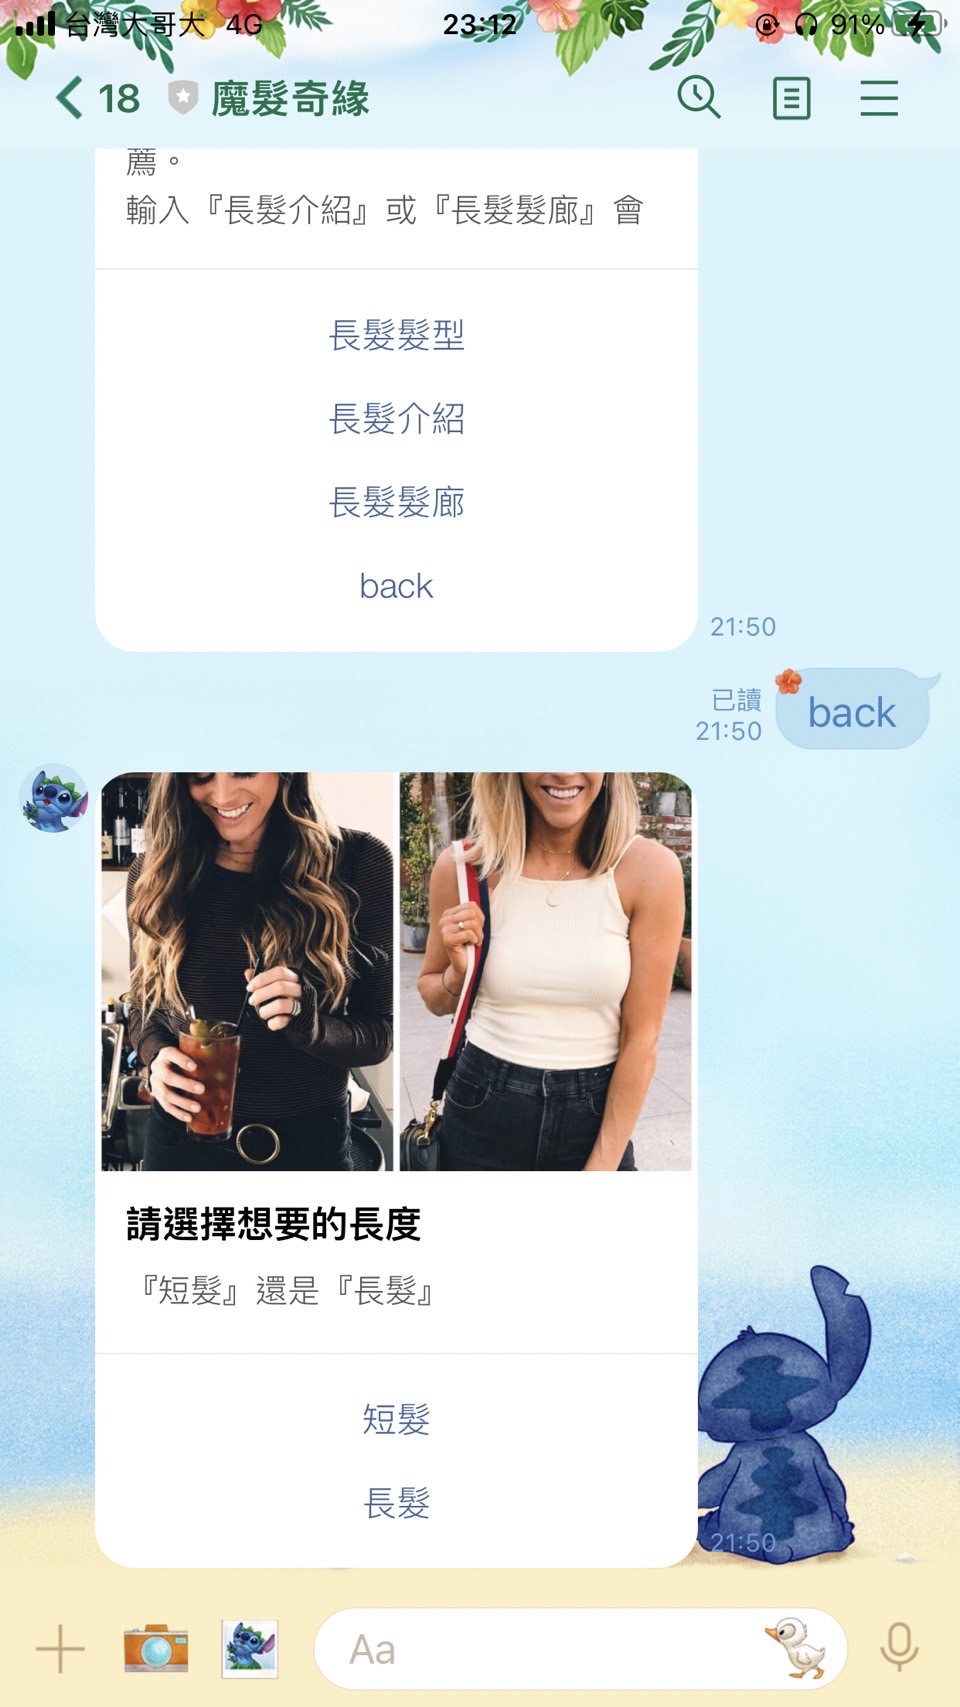 台灣大哥大 4G 23:12 91%
18 魔髮奇緣
薦。
輸入『長髮介紹』或『長髮髮廊』會
長髮髮型
長髮介紹
長髮髮廊
back
21:50
已讀
21:50
back
請選擇想要的長度
『短髮』還是『長髮』
短髮
長髮
21:50
Aa